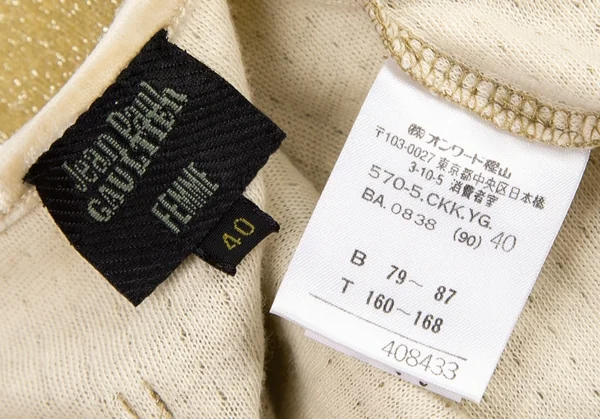 Jean Paul
GAULTIER
FEMME
40
㈱オンワード樫山
〒103-0027 東京都中央区日本橋
3-10-5 消費者室
570-5.CKK.YG.
BA.0838 (90) 40
B 79~ 87
T 160~168
408433